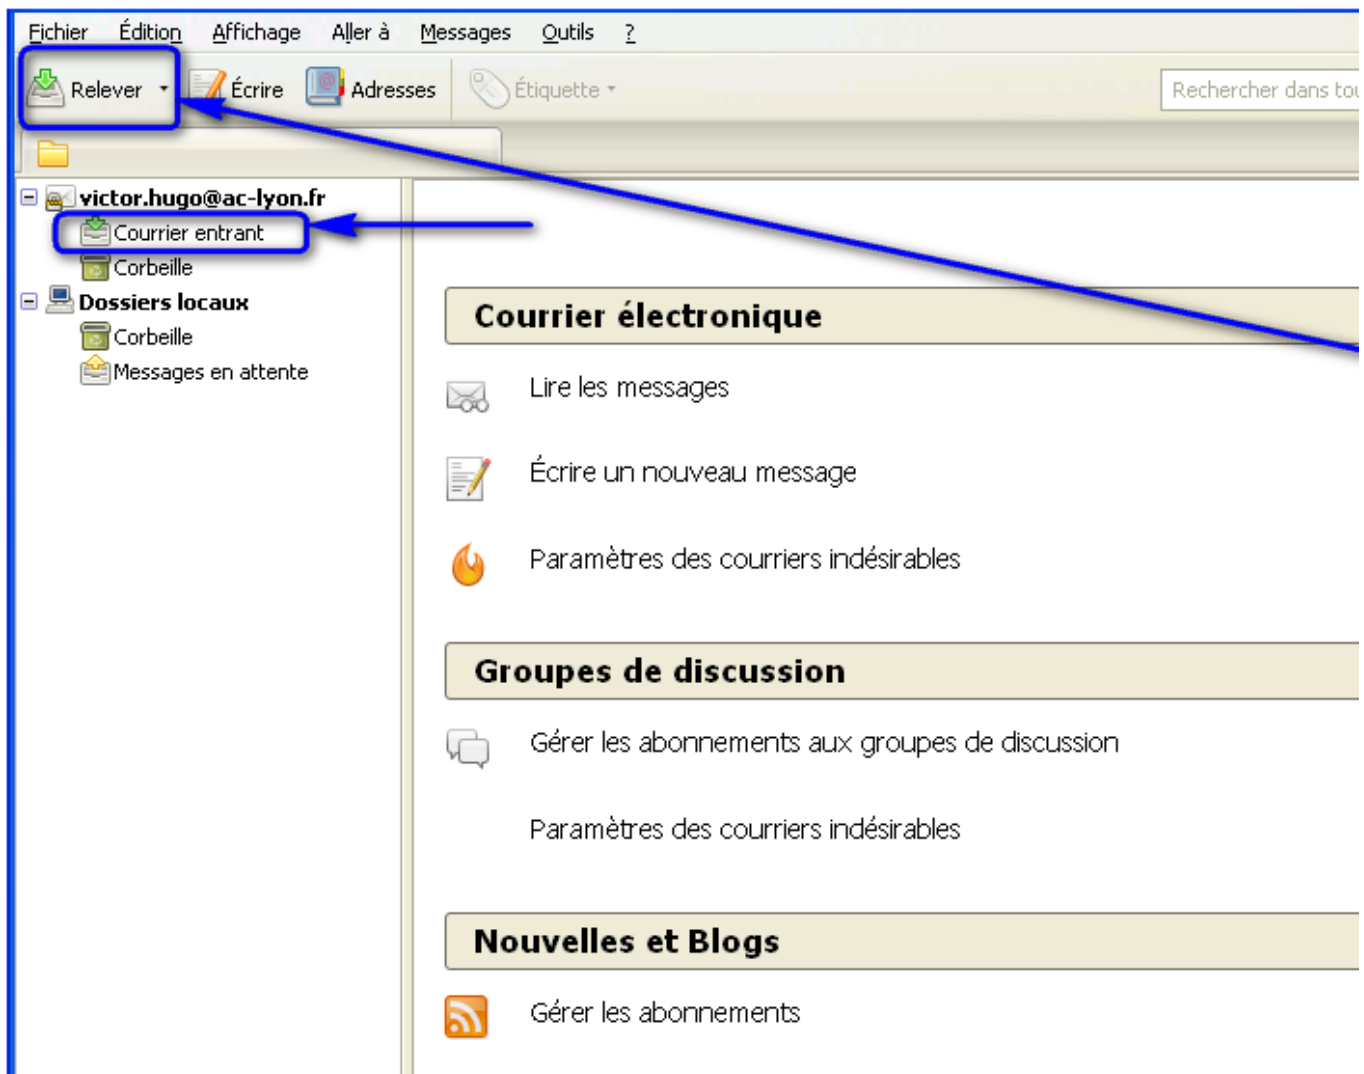 Fichier Édition Affichage Aller à Messages Outils ?
Relever Écrire Adresses Étiquette Rechercher dans tou
victor.hugo@ac-lyon.fr
Courrier entrant
Corbeille
Dossiers locaux
Corbeille
Messages en attente
Courrier électronique
Lire les messages
Écrire un nouveau message
Paramètres des courriers indésirables
Groupes de discussion
Gérer les abonnements aux groupes de discussion
Paramètres des courriers indésirables
Nouvelles et Blogs
Gérer les abonnements